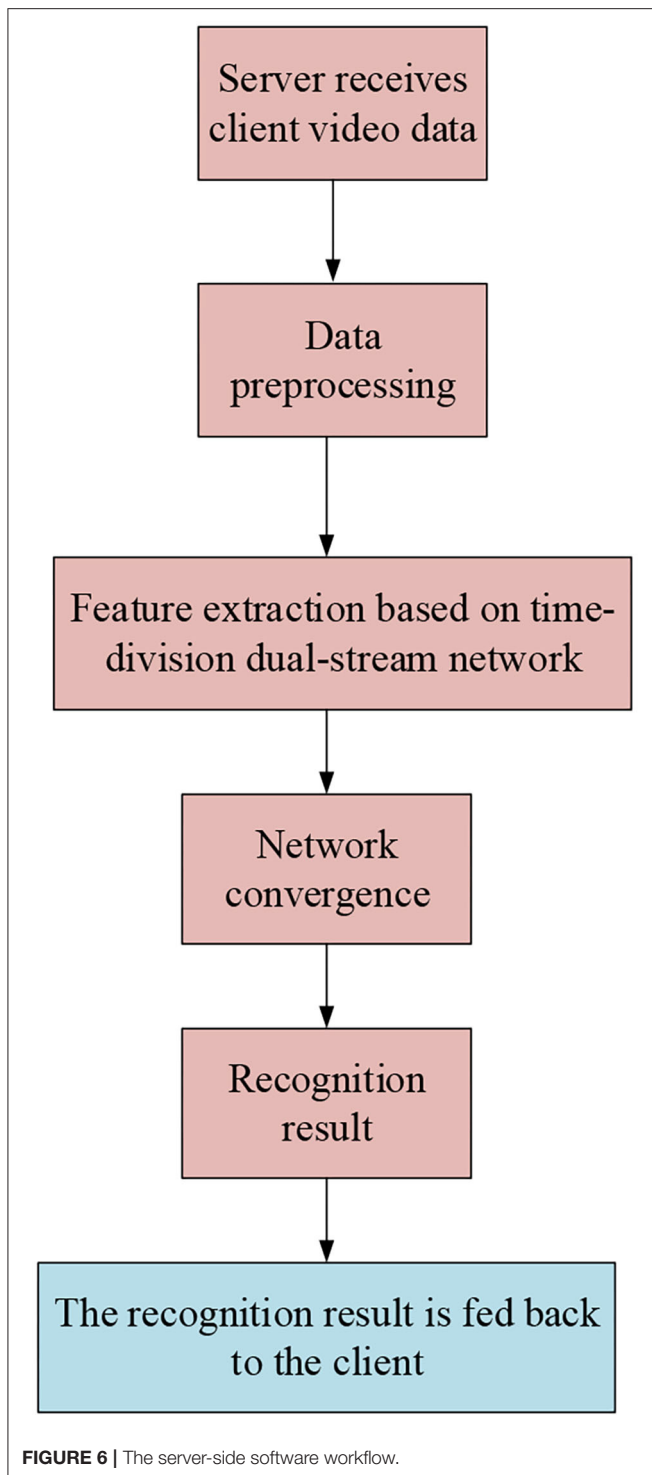 Server receives
client video data
Data
preprocessing
Feature extraction based on time-
division dual-stream network
Network
convergence
Recognition
result
The recognition result is fed back
to the client
FIGURE 6 | The server-side software workflow.